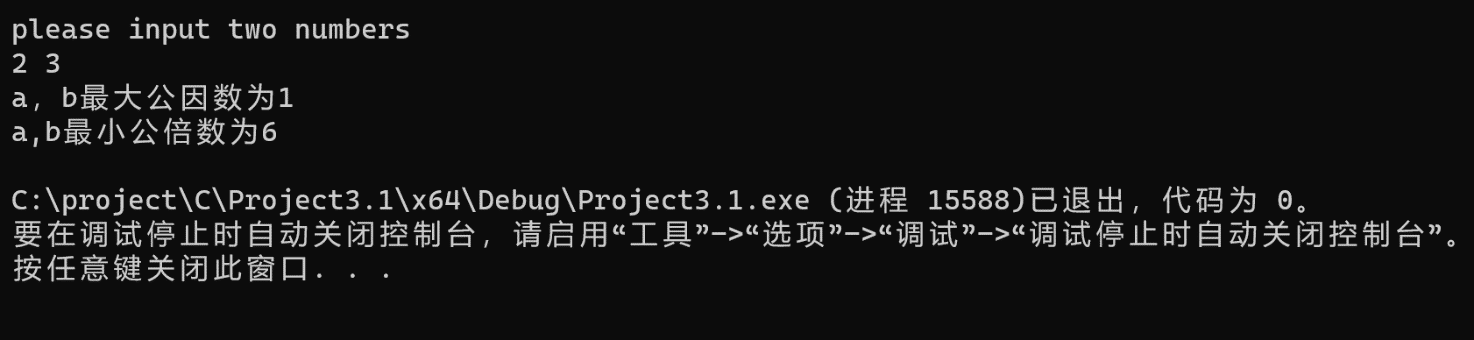 please input two numbers
2 3
a，b最大公因数为1
a,b最小公倍数为6
C:\project\C\Project3.1\x64\Debug\Project3.1.exe (进程 15588)已退出，代码为 0。
要在调试停止时自动关闭控制台，请启用“工具”->“选项”->“调试”->“调试停止时自动关闭控制台”。
按任意键关闭此窗口. . .